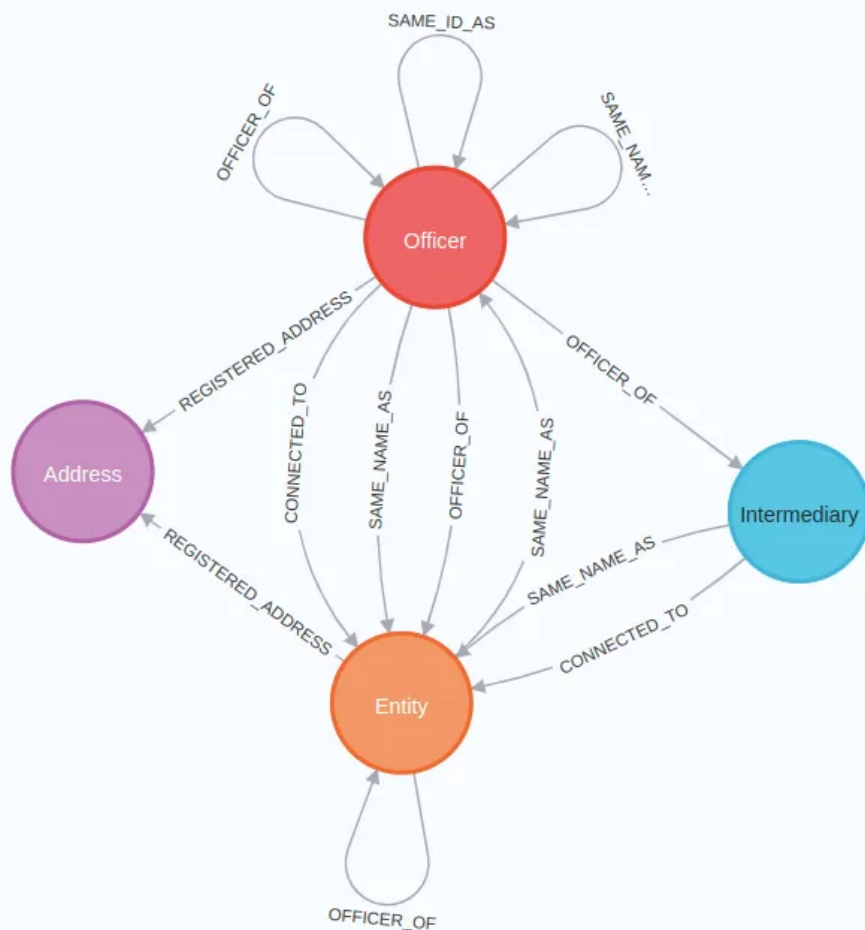 SAME_ID_AS
OFFICER_OF
SAME_NAM...
Officer
REGISTERED_ADDRESS
OFFICER_OF
CONNECTED_TO
SAME_NAME_AS
OFFICER_OF
SAME_NAME_AS
Address
Intermediary
REGISTERED_ADDRESS
SAME_NAME_AS
CONNECTED_TO
Entity
OFFICER_OF